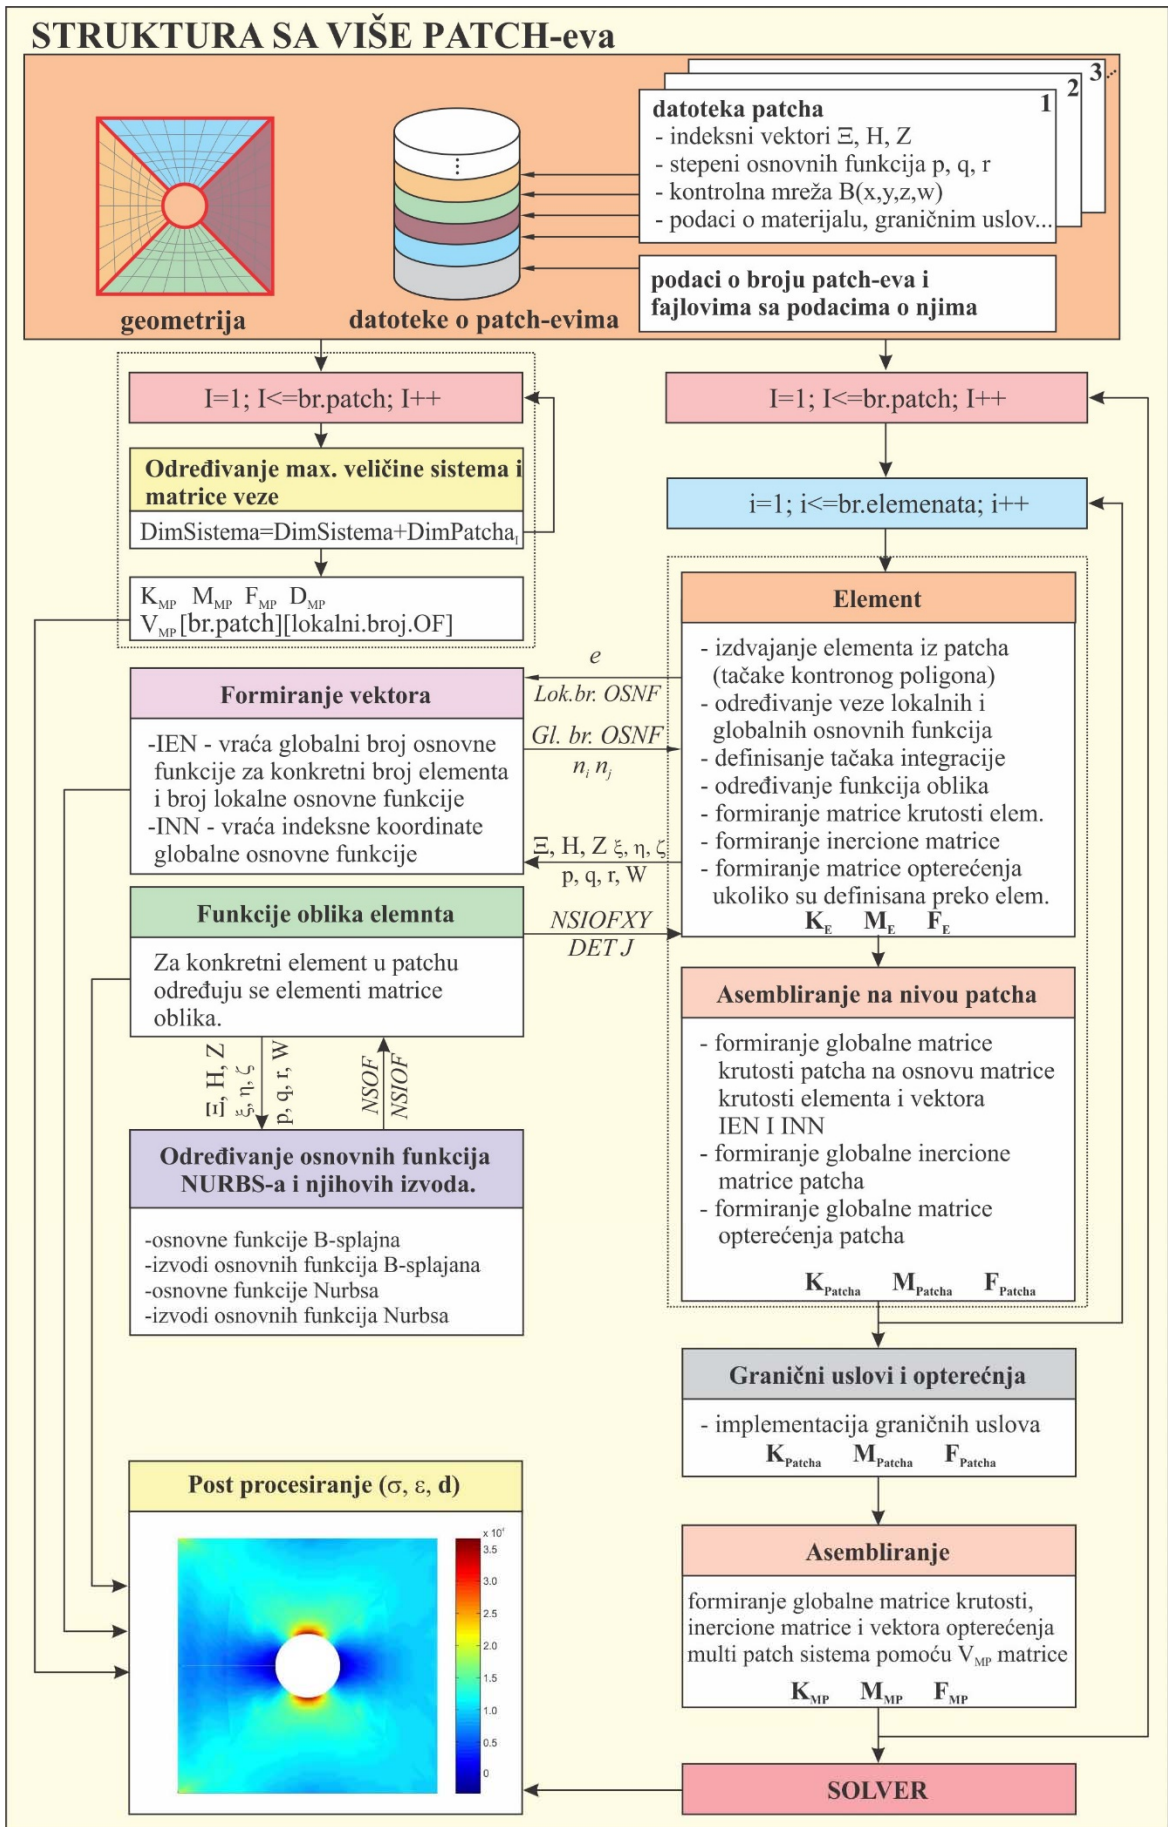 STRUKTURA SA VIŠE PATCH-eva
3
2
1
datoteka patcha
- indeksni vektori Ξ, H, Z
- stepeni osnovnih funkcija p, q, r
- kontrolna mreža B(x,y,z,w)
- podaci o materijalu, graničnim uslov...
podaci o broju patch-eva i
fajlovima sa podacima o njima
geometrija
datoteke o patch-evima
I=1; I<=br.patch; I++
Određivanje max. veličine sistema i
matrice veze
DimSistema=DimSistema+DimPatcha_I
K_MP M_MP F_MP D_MP
V_MP[br.patch][lokalni.broj.OF]
I=1; I<=br.patch; I++
i=1; i<=br.elemenata; i++
Element
- izdvajanje elementa iz patcha
(tačake kontronog poligona)
- određivanje veze lokalnih i
globalnih osnovnih funkcija
- definisanje tačaka integracije
- određivanje funkcija oblika
- formiranje matrice krutosti elem.
- formiranje inercione matrice
- formiranje matrice opterećenja
ukoliko su definisana preko elem.
K_E M_E F_E
e
Lok.br. OSNF
Gl. br. OSNF
n_i n_j
Ξ, H, Z ξ, η, ζ
p, q, r, W
NSIOFXY
DET J
Formiranje vektora
-IEN - vraća globalni broj osnovne
funkcije za konkretni broj elementa
i broj lokalne osnovne funkcije
-INN - vraća indeksne koordinate
globalne osnovne funkcije
Funkcije oblika elemnta
Za konkretni element u patchu
određuju se elementi matrice
oblika.
Ξ, H, Z
ξ, η, ζ
p, q, r, W
NSOF
NSIOF
Određivanje osnovnih funkcija
NURBS-a i njihovih izvoda.
-osnovne funkcije B-splajna
-izvodi osnovnih funkcija B-splajana
-osnovne funkcije Nurbsa
-izvodi osnovnih funkcija Nurbsa
Asembliranje na nivou patcha
- formiranje globalne matrice
krutosti patcha na osnovu matrice
krutosti elementa i vektora
IEN I INN
- formiranje globalne inercione
matrice patcha
- formiranje globalne matrice
opterećenja patcha
K_Patcha M_Patcha F_Patcha
Granični uslovi i opterećnja
- implementacija graničnih uslova
K_Patcha M_Patcha F_Patcha
Asembliranje
formiranje globalne matrice krutosti,
inercione matrice i vektora opterećenja
multi patch sistema pomoću V_MP matrice
K_MP M_MP F_MP
SOLVER
Post procesiranje (σ, ε, d)
3.5
3.0
2.5
2.0
1.5
1.0
0.5
0